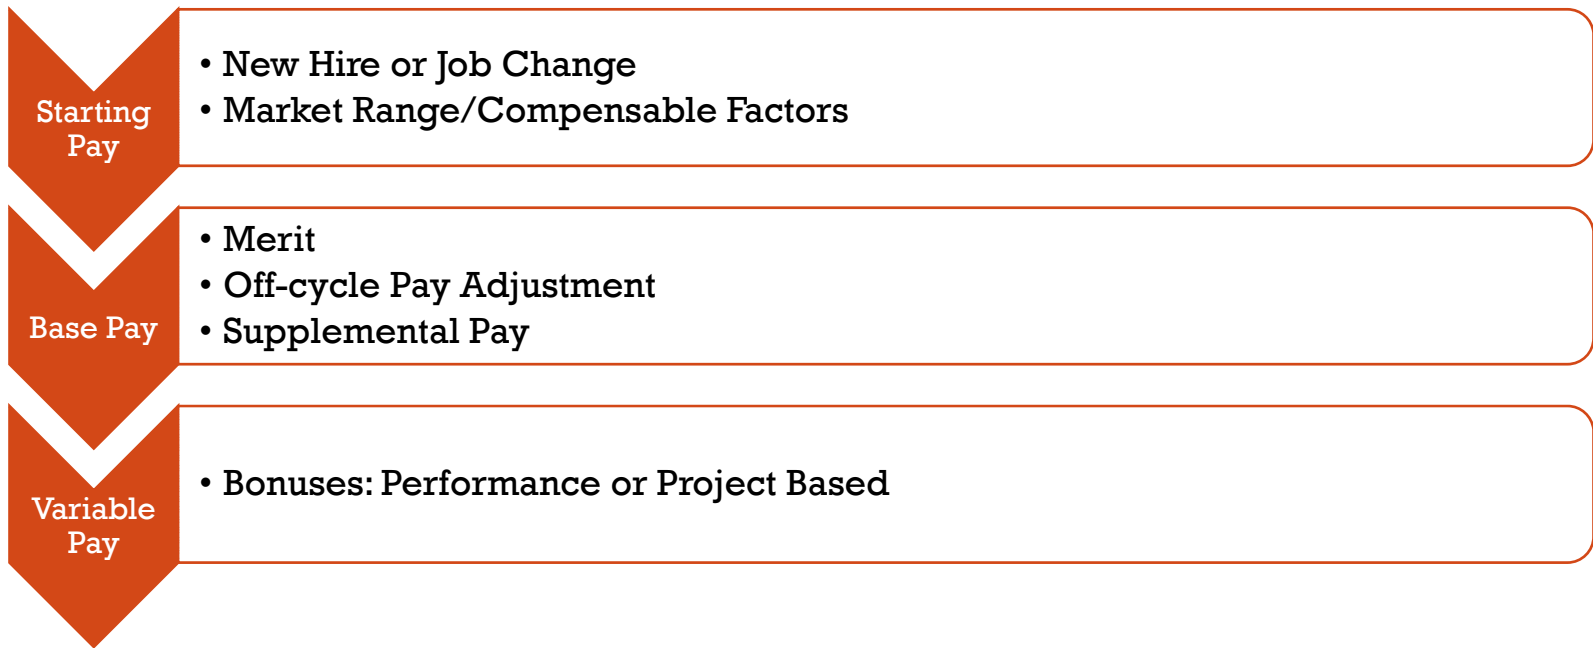 Starting
Pay
• New Hire or Job Change
• Market Range/Compensable Factors
Base Pay
• Merit
• Off-cycle Pay Adjustment
• Supplemental Pay
Variable
Pay
• Bonuses: Performance or Project Based